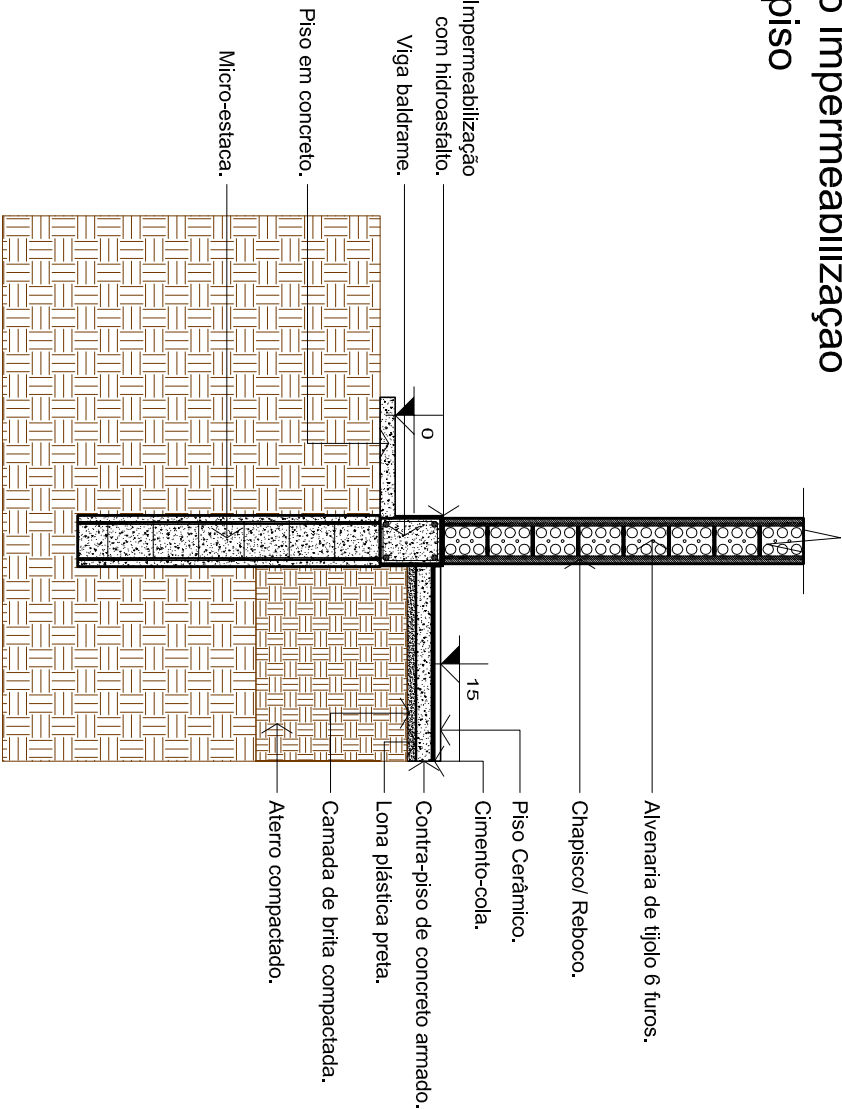 o Impermeabilização
piso
Impermeabilização
com hidroasfalto.
Viga baldrame.
Piso em concreto.
Micro-estaca.
0
15
Alvenaria de tijolo 6 furos.
Chapisco/ Reboco.
Piso Cerâmico.
Cimento-cola.
Contra-piso de concreto armado.
Lona plástica preta.
Camada de brita compactada.
Aterro compactado.